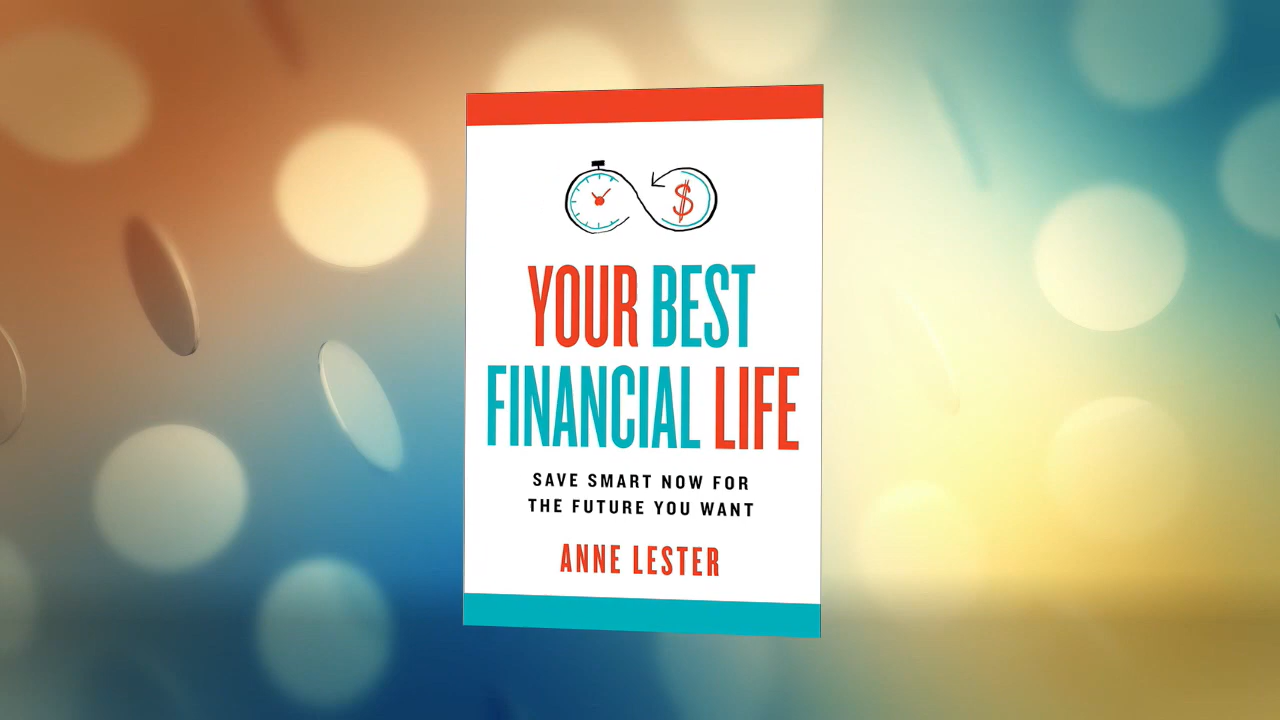 $
YOUR BEST
FINANCIAL LIFE
SAVE SMART NOW FOR
THE FUTURE YOU WANT
ANNE LESTER